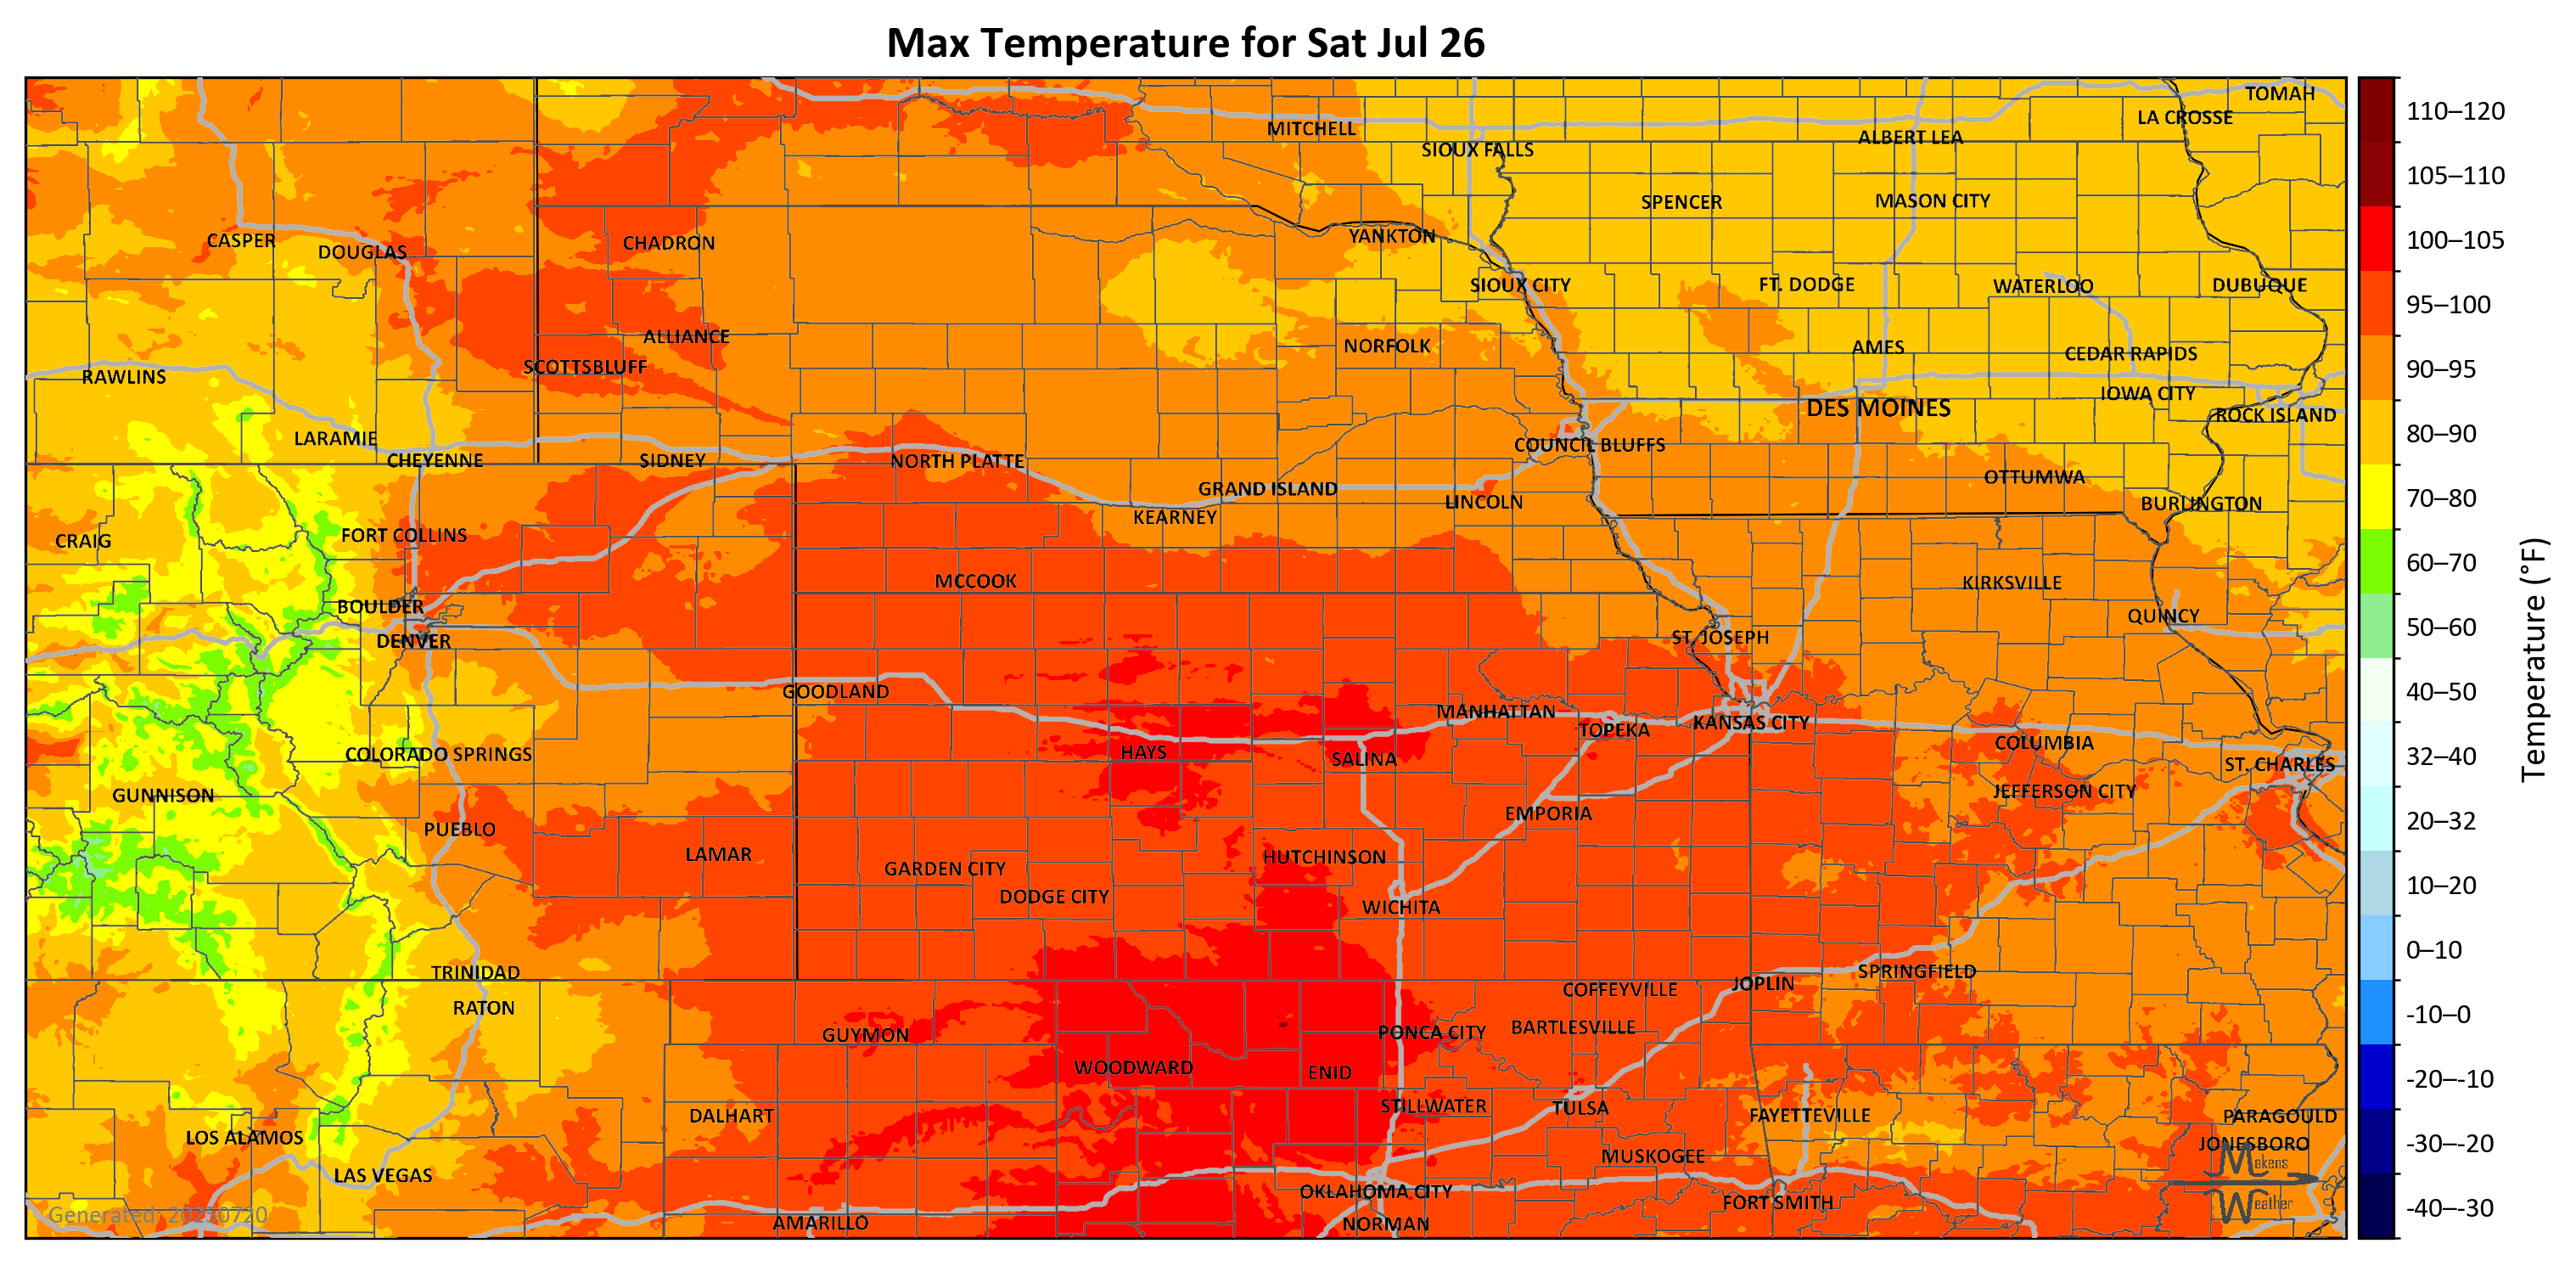 Max Temperature for Sat Jul 26
TOMAH
LA CROSSE
MITCHELL
ALBERT LEA
SIOUX FALLS
SPENCER
MASON CITY
CASPER
DOUGLAS
CHADRON
YANKTON
SIOUX CITY
FT. DODGE
WATERLOO
DUBUQUE
ALLIANCE
NORFOLK
AMES
CEDAR RAPIDS
SCOTTSBLUFF
RAWLINS
IOWA CITY
DES MOINES
ROCK ISLAND
LARAMIE
COUNCIL BLUFFS
CHEYENNE
SIDNEY
NORTH PLATTE
OTTUMWA
GRAND ISLAND
LINCOLN
BURLINGTON
KEARNEY
FORT COLLINS
CRAIG
MCCOOK
KIRKSVILLE
BOULDER
QUINCY
DENVER
ST. JOSEPH
GOODLAND
MANHATTAN
KANSAS CITY
TOPEKA
COLUMBIA
COLORADO SPRINGS
HAYS
SALINA
ST. CHARLES
GUNNISON
JEFFERSON CITY
EMPORIA
PUEBLO
LAMAR
HUTCHINSON
GARDEN CITY
DODGE CITY
WICHITA
TRINIDAD
SPRINGFIELD
JOPLIN
COFFEYVILLE
RATON
BARTLESVILLE
PONCA CITY
GUYMON
WOODWARD
ENID
STILLWATER
TULSA
DALHART
FAYETTEVILLE
PARAGOULD
LOS ALAMOS
JONESBORO
MUSKOGEE
LAS VEGAS
OKLAHOMA CITY
FORT SMITH
AMARILLO
NORMAN
Generated: 20250720
Makens
Weather
110–120
105–110
100–105
95–100
90–95
80–90
70–80
60–70
50–60
40–50
32–40
20–32
10–20
0–10
-10–0
-20–-10
-30–-20
-40–-30
Temperature (°F)